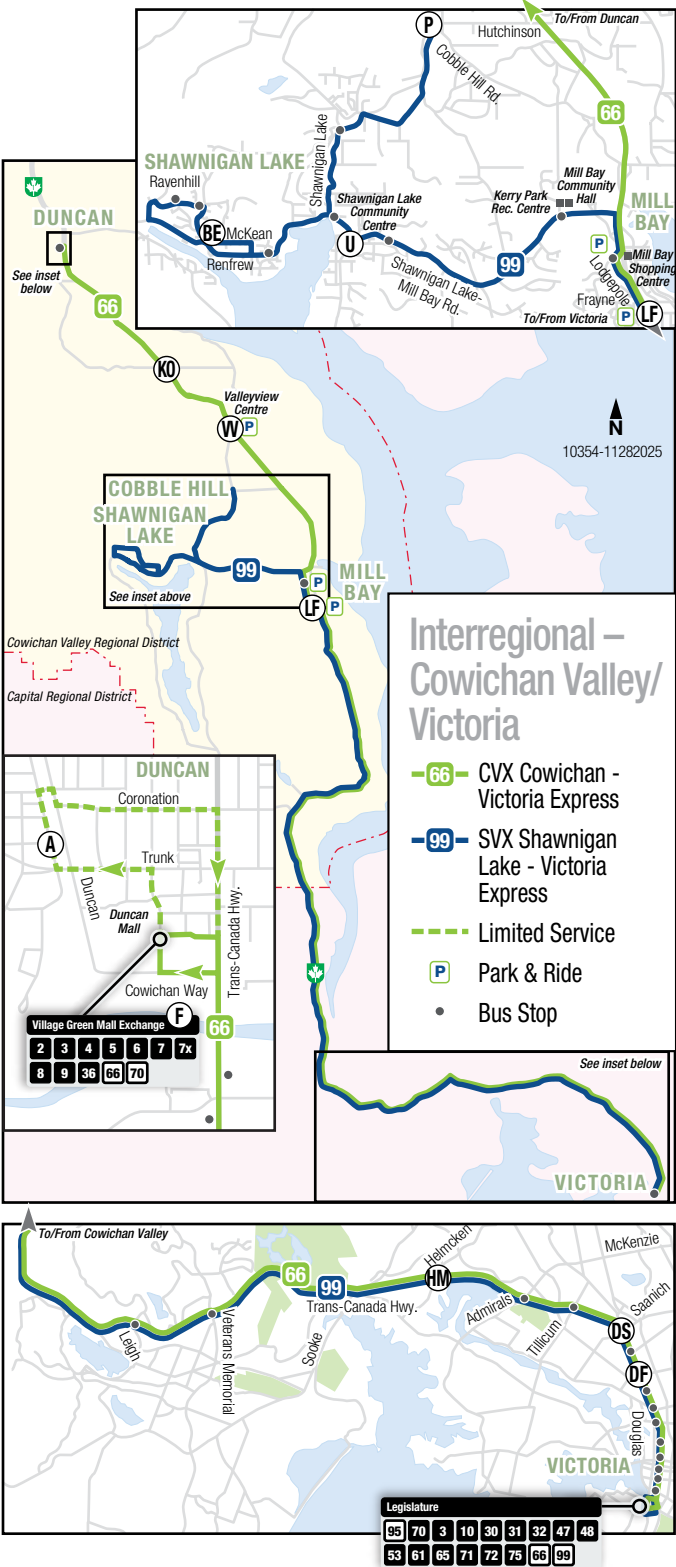 P
Hutchinson
To/From Duncan
Cobble Hill Rd.
66
Shawnigan Lake
SHAWNIGAN LAKE
Ravenhill
Shawnigan Lake
Community
Centre
Kerry Park
Rec. Centre
Mill Bay
Community
Hall
MILL
BAY
BE
McKean
Renfrew
U
99
Shawnigan Lake-
Mill Bay Rd.
P
Lodgepole
Mill Bay
Shopping
Centre
Frayne
To/From Victoria
P
LF
DUNCAN
See inset
below
66
KO
Valleyview
Centre
W
P
N
10354-11282025
COBBLE HILL
SHAWNIGAN
LAKE
99
See inset above
P
MILL
BAY
LF
P
Cowichan Valley Regional District
Capital Regional District
Interregional –
Cowichan Valley/
Victoria
66 CVX Cowichan -
Victoria Express
99 SVX Shawnigan
Lake - Victoria
Express
Limited Service
P Park & Ride
Bus Stop
DUNCAN
Coronation
A
Trunk
Duncan
Duncan
Mall
Trans-Canada Hwy.
Cowichan Way
F
66
Village Green Mall Exchange
2 3 4 5 6 7 7x
8 9 36 66 70
See inset below
VICTORIA
To/From Cowichan Valley
66
99
Trans-Canada Hwy.
HM
Helmcken
McKenzie
Leigh
Veterans Memorial
Sooke
Admirals
Tillicum
Saanich
DS
DF
Douglas
VICTORIA
Legislature
95 70 3 10 30 31 32 47 48
53 61 65 71 72 75 66 99